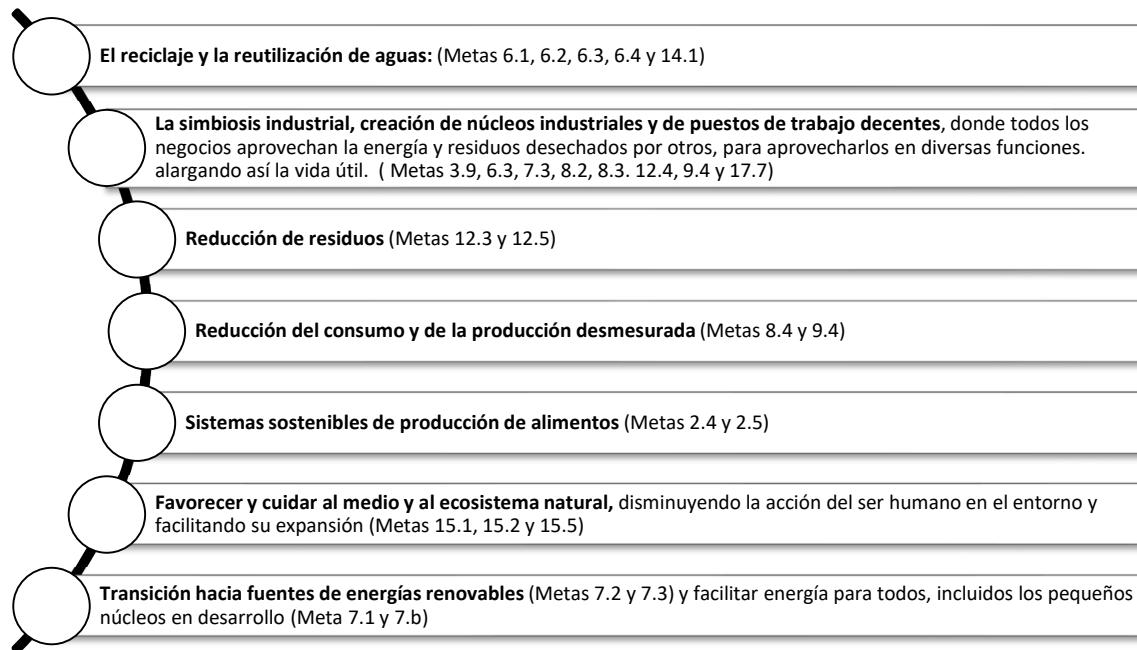 El reciclaje y la reutilización de aguas: (Metas 6.1, 6.2, 6.3, 6.4 y 14.1)
La simbiosis industrial, creación de núcleos industriales y de puestos de trabajo decentes, donde todos los
negocios aprovechan la energía y residuos desechados por otros, para aprovecharlos en diversas funciones.
alargando así la vida útil. ( Metas 3.9, 6.3, 7.3, 8.2, 8.3. 12.4, 9.4 y 17.7)
Reducción de residuos (Metas 12.3 y 12.5)
Reducción del consumo y de la producción desmesurada (Metas 8.4 y 9.4)
Sistemas sostenibles de producción de alimentos (Metas 2.4 y 2.5)
Favorecer y cuidar al medio y al ecosistema natural, disminuyendo la acción del ser humano en el entorno y
facilitando su expansión (Metas 15.1, 15.2 y 15.5)
Transición hacia fuentes de energías renovables (Metas 7.2 y 7.3) y facilitar energía para todos, incluidos los pequeños
núcleos en desarrollo (Meta 7.1 y 7.b)